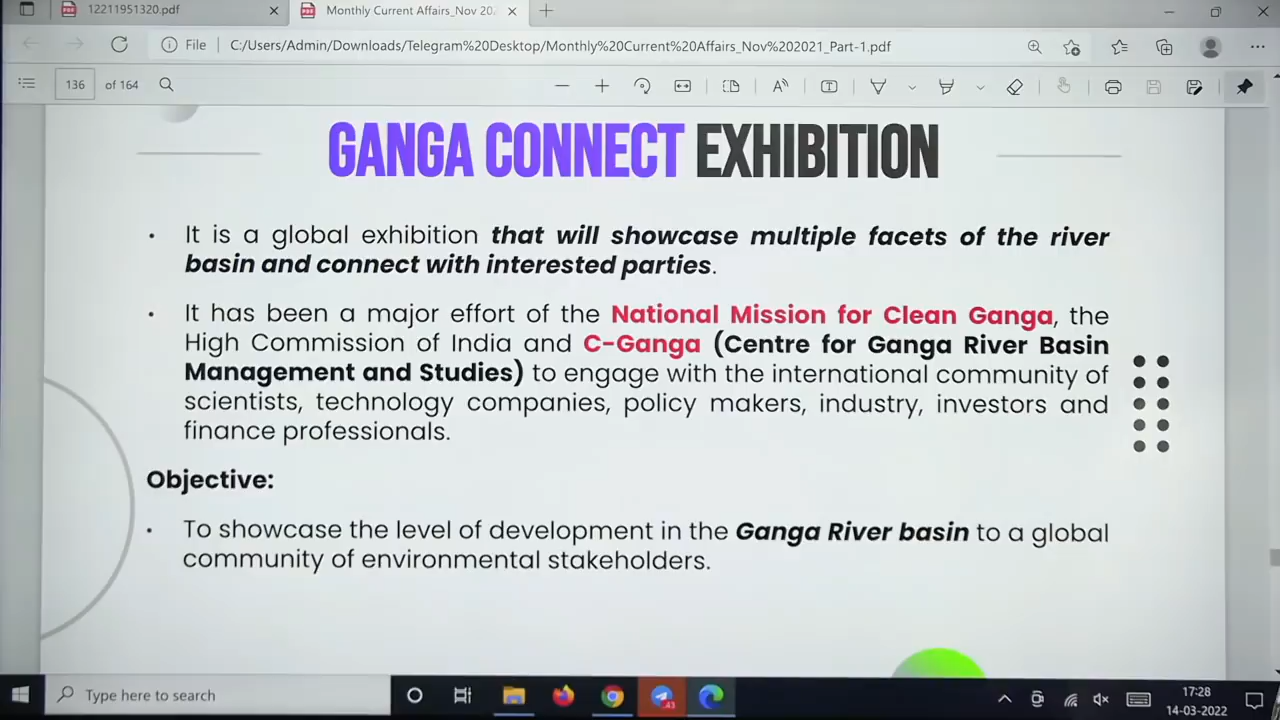 12211951320.pdf
Monthly Current Affairs_Nov 202
File
C:/Users/Admin/Downloads/Telegram%20Desktop/Monthly%20Current%20Affairs_Nov%202021_Part-1.pdf
136 of 164
GANGA CONNECT EXHIBITION
• It is a global exhibition that will showcase multiple facets of the river
basin and connect with interested parties.
• It has been a major effort of the National Mission for Clean Ganga, the
High Commission of India and C-Ganga (Centre for Ganga River Basin
Management and Studies) to engage with the international community of
scientists, technology companies, policy makers, industry, investors and
finance professionals.
Objective:
• To showcase the level of development in the Ganga River basin to a global
community of environmental stakeholders.
Type here to search
43
17:28
14-03-2022